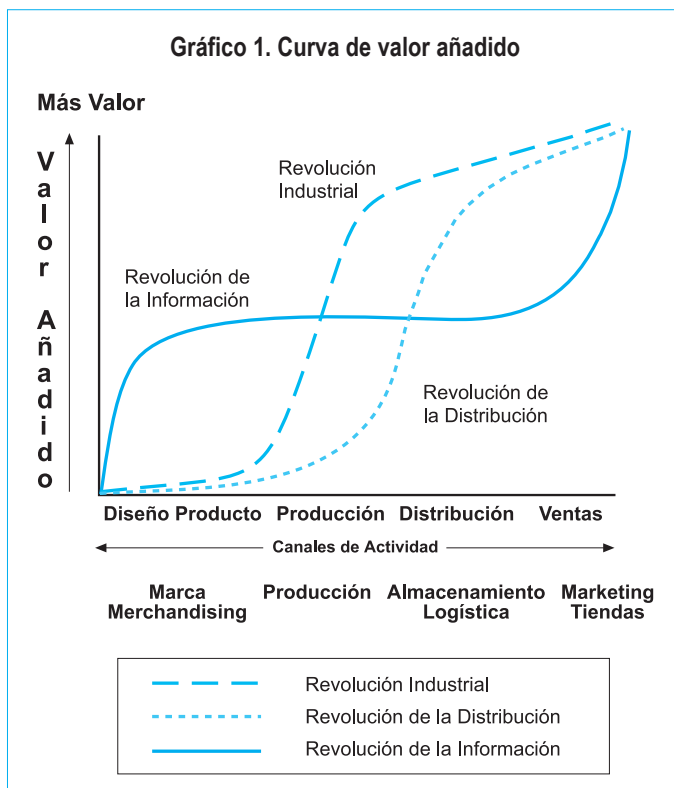 Gráfico 1. Curva de valor añadido
Más Valor
Valor Añadido
Revolución
Industrial
Revolución de
la Información
Revolución de
la Distribución
Diseño Producto Producción Distribución Ventas
Canales de Actividad
Marca Producción Almacenamiento Marketing
Merchandising Logística Tiendas
Revolución Industrial
Revolución de la Distribución
Revolución de la Información